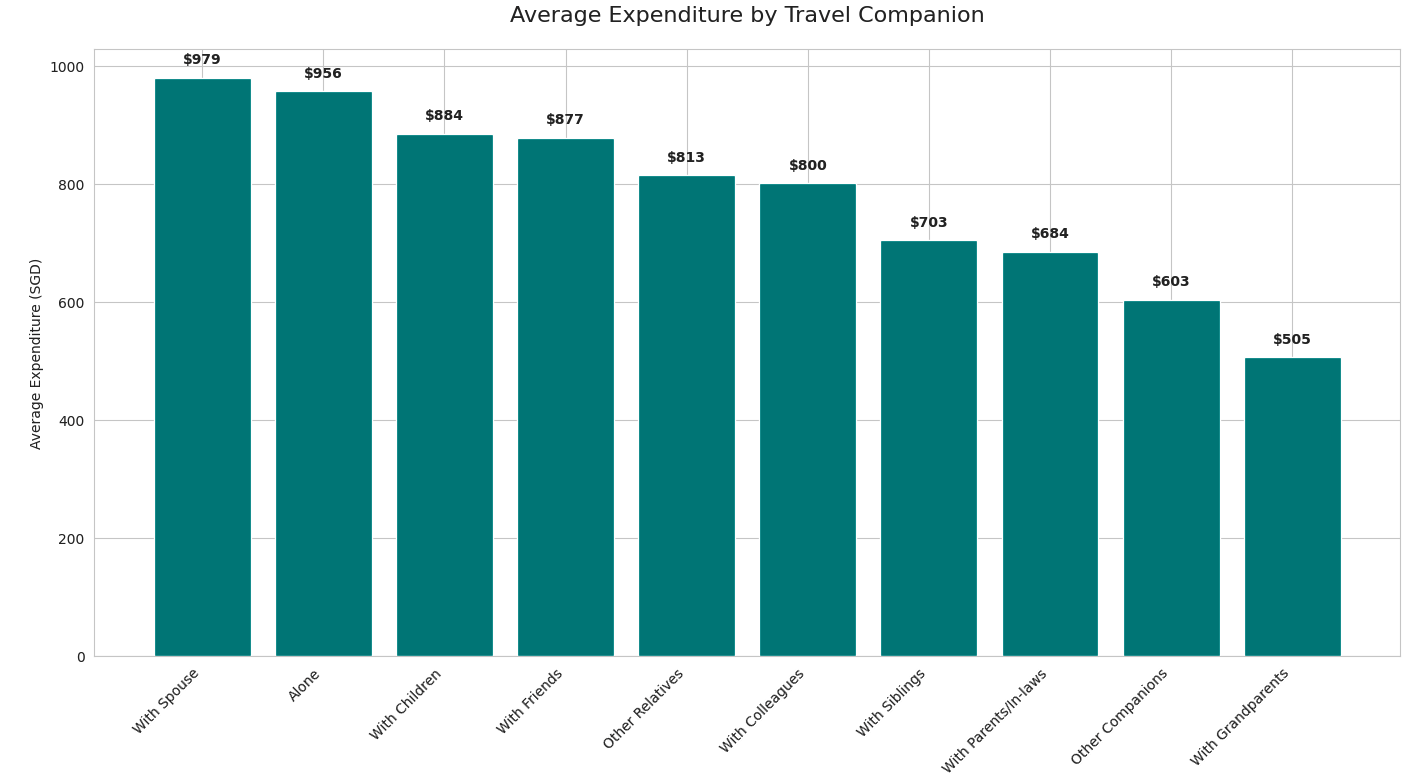 Average Expenditure by Travel Companion
Average Expenditure (SGD)
1000
800
600
400
200
0
$979
$956
$884
$877
$813
$800
$703
$684
$603
$505
With Spouse
Alone
With Children
With Friends
Other Relatives
With Colleagues
With Siblings
With Parents/In-laws
Other Companions
With Grandparents